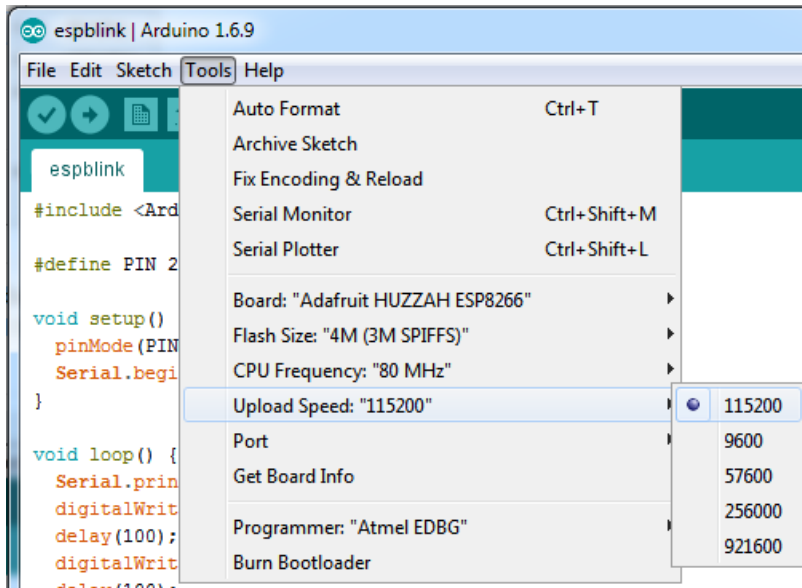 espblink | Arduino 1.6.9
File Edit Sketch Tools Help
espblink
#include <Ard
#define PIN 2
void setup()
pinMode(PIN
Serial.begi
}
void loop() {
Serial.prin
digitalWrit
delay(100);
digitalWrit
delay(100);
Auto Format Ctrl+T
Archive Sketch
Fix Encoding & Reload
Serial Monitor Ctrl+Shift+M
Serial Plotter Ctrl+Shift+L
Board: "Adafruit HUZZAH ESP8266"
Flash Size: "4M (3M SPIFFS)"
CPU Frequency: "80 MHz"
Upload Speed: "115200"
Port
Get Board Info
Programmer: "Atmel EDBG"
Burn Bootloader
115200
9600
57600
256000
921600